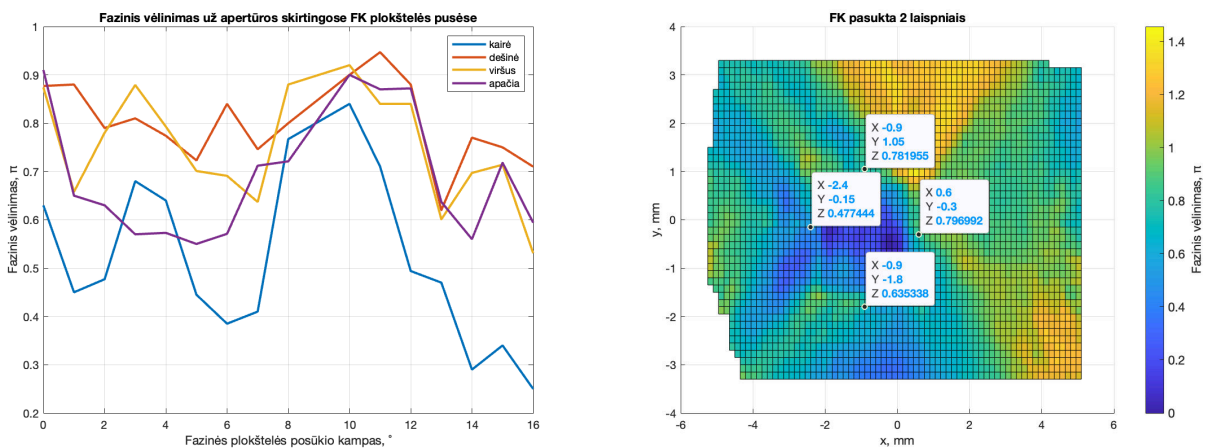 Fazinis vėlinimas už apertūros skirtingose FK plokštelės pusėse
1
0.9
0.8
0.7
0.6
0.5
0.4
0.3
0.2
Fazinis vėlinimas, π
0 2 4 6 8 10 12 14 16
Fazinės plokštelės posūkio kampas, °
kairė
dešinė
viršus
apačia
FK pasukta 2 laispniais
4
3
2
1
0
-1
-2
-3
-4
y, mm
-6 -4 -2 0 2 4 6
x, mm
X -0.9
Y 1.05
Z 0.781955
X -2.4
Y -0.15
Z 0.477444
X 0.6
Y -0.3
Z 0.796992
X -0.9
Y -1.8
Z 0.635338
1.4
1.2
1
0.8
0.6
0.4
0.2
0
Fazinis vėlinimas, π